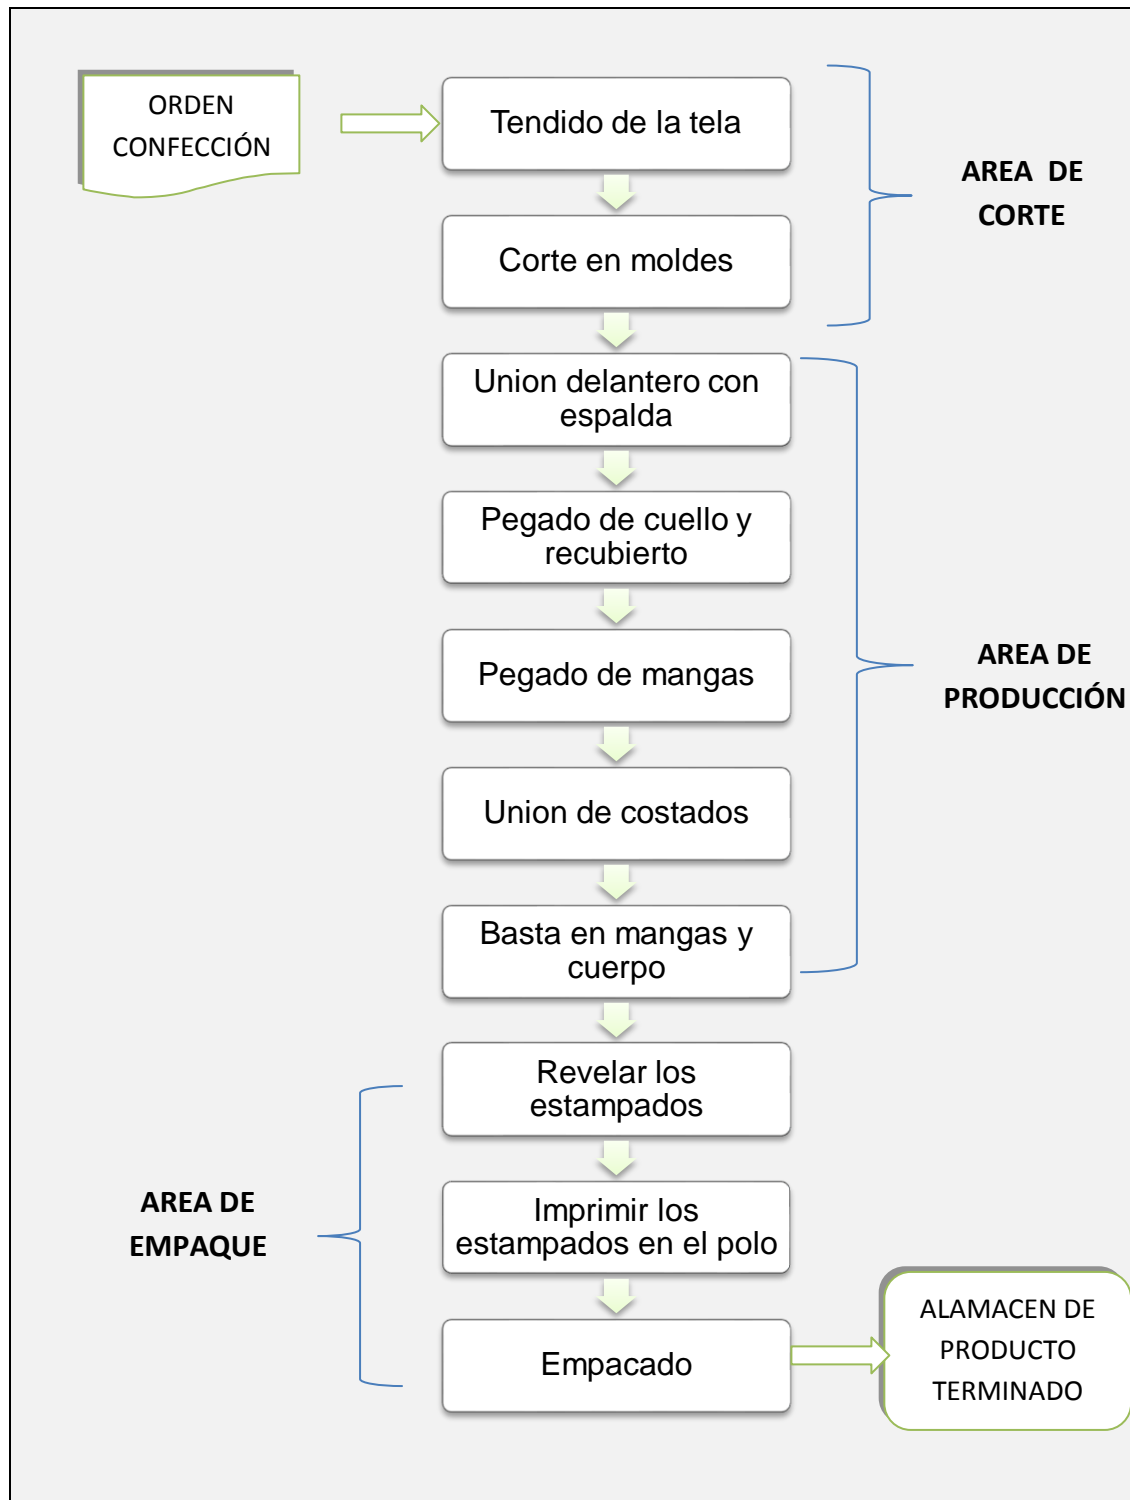 ORDEN
CONFECCIÓN
Tendido de la tela
AREA DE
CORTE
Corte en moldes
Union delantero con
espalda
Pegado de cuello y
recubierto
Pegado de mangas
AREA DE
PRODUCCIÓN
Union de costados
Basta en mangas y
cuerpo
Revelar los
estampados
AREA DE
EMPAQUE
Imprimir los
estampados en el polo
Empacado
ALAMACEN DE
PRODUCTO
TERMINADO